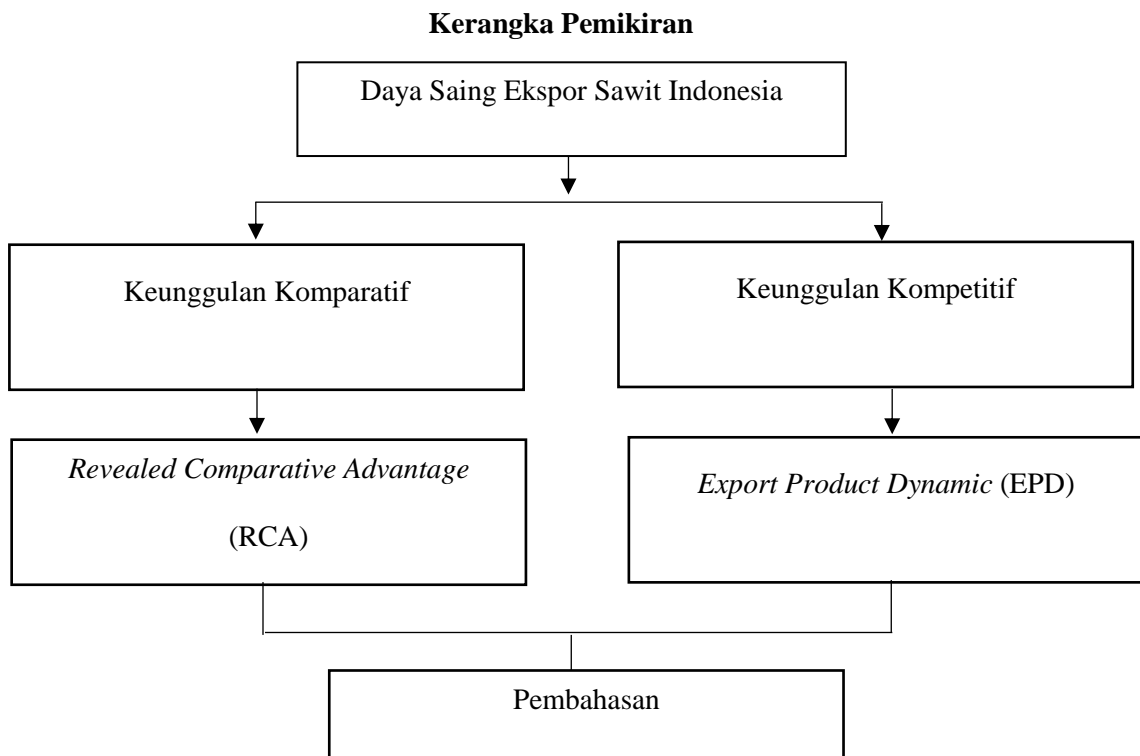 Kerangka Pemikiran
Daya Saing Ekspor Sawit Indonesia
Keunggulan Komparatif
Keunggulan Kompetitif
Revealed Comparative Advantage
(RCA)
Export Product Dynamic (EPD)
Pembahasan